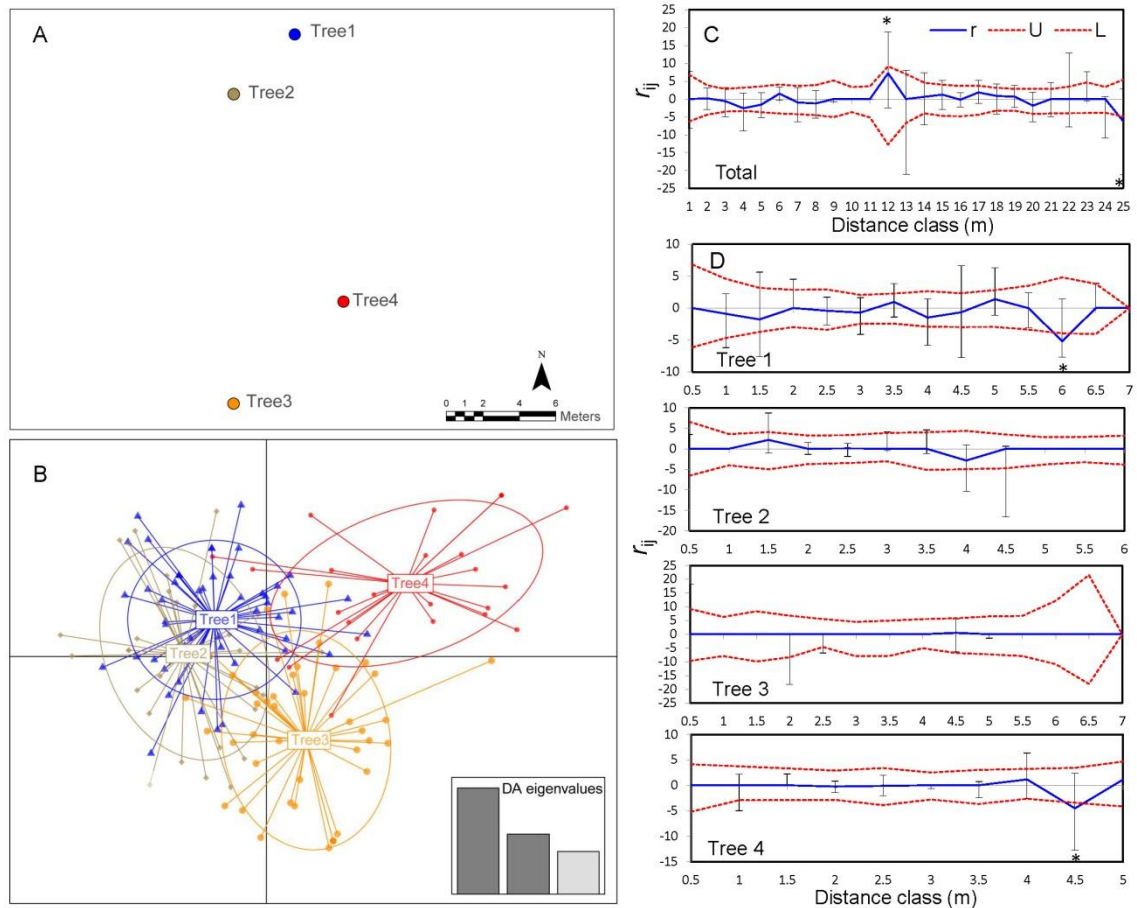 A
Tree1
Tree2
Tree4
Tree3
N
0 1 2 4 6
Meters
B
Tree4
Tree1
Tree2
Tree3
DA eigenvalues
C
*
r U L
25
20
15
10
5
0
-5
-10
-15
-20
-25
rij
Total
*
1 2 3 4 5 6 7 8 9 10 11 12 13 14 15 16 17 18 19 20 21 22 23 24 25
Distance class (m)
D
10
5
0
-5
-10
Tree 1
*
0.5 1 1.5 2 2.5 3 3.5 4 4.5 5 5.5 6 6.5 7
10
5
0
-5
-10
-15
-20
Tree 2
0.5 1 1.5 2 2.5 3 3.5 4 4.5 5 5.5 6
rij
25
20
15
10
5
0
-5
-10
-15
-20
-25
Tree 3
0.5 1 1.5 2 2.5 3 3.5 4 4.5 5 5.5 6 6.5 7
10
5
0
-5
-10
-15
Tree 4
*
0.5 1 1.5 2 2.5 3 3.5 4 4.5 5
Distance class (m)